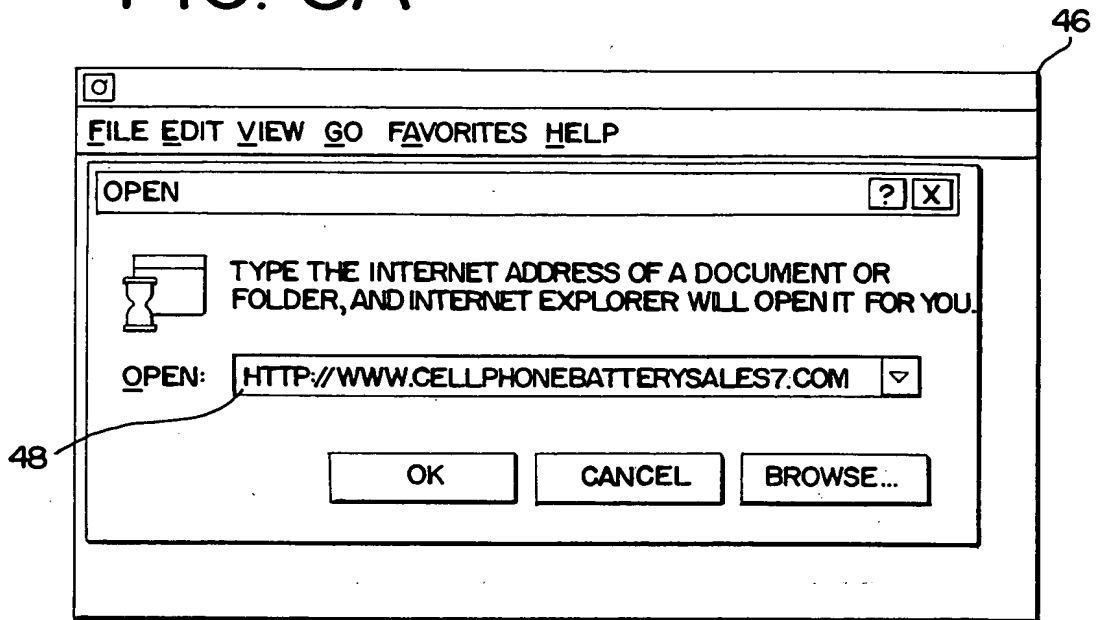 46
FILE EDIT VIEW GO FAVORITES HELP
OPEN ? X
TYPE THE INTERNET ADDRESS OF A DOCUMENT OR
FOLDER, AND INTERNET EXPLORER WILL OPEN IT FOR YOU.
OPEN: HTTP://WWW.CELLPHONEBATTERYSALES7.COM
48
OK CANCEL BROWSE...